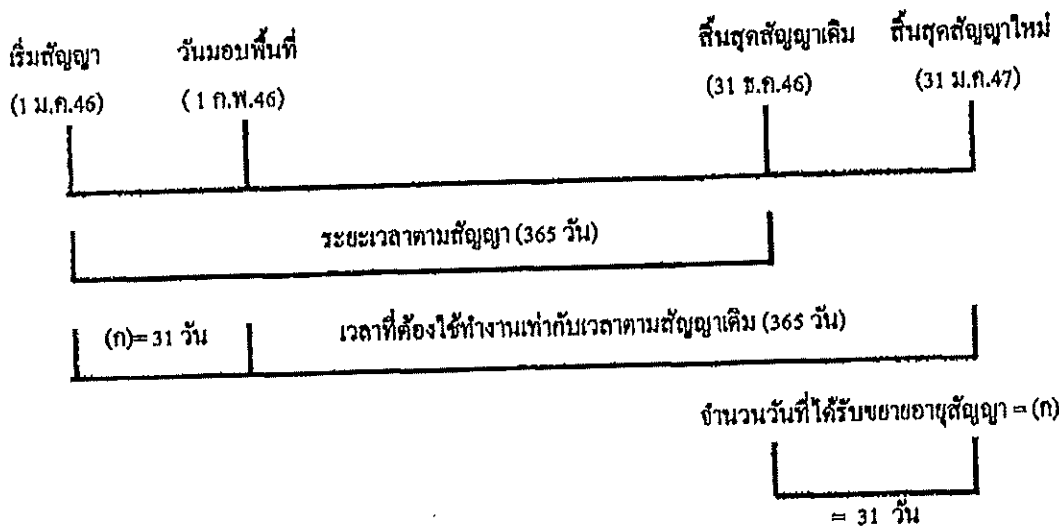 เริ่มสัญญา วันมอบพื้นที่ สิ้นสุดสัญญาเดิม สิ้นสุดสัญญาใหม่
(1 ม.ค.46) ( 1 ก.พ.46) (31 ธ.ค.46) (31 ม.ค.47)
ระยะเวลาตามสัญญา (365 วัน)
(ก)= 31 วัน เวลาที่ต้องใช้ทำงานเท่ากับเวลาตามสัญญาเดิม (365 วัน)
จำนวนวันที่ได้รับขยายอายุสัญญา = (ก)
= 31 วัน